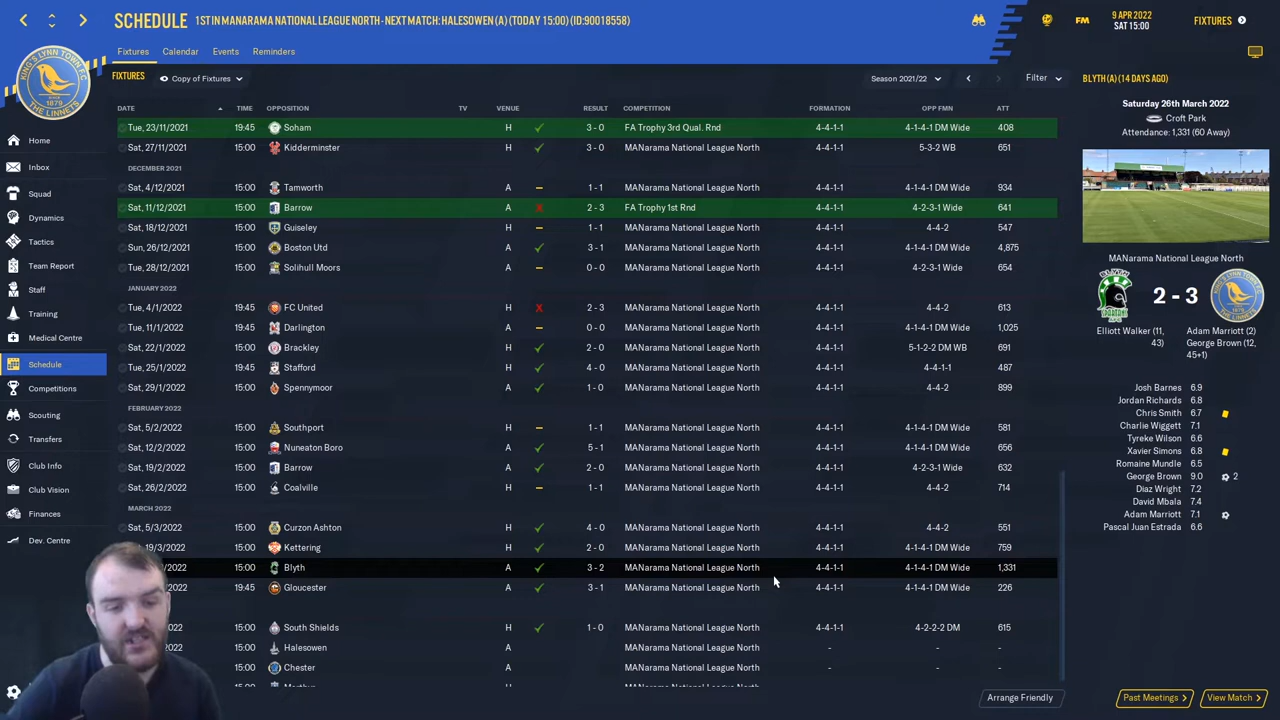 SCHEDULE 1ST IN MANARAMA NATIONAL LEAGUE NORTH - NEXT MATCH: HALESOWEN (A) (TODAY 15:00) (ID:90018558)
FM 9 APR 2022 SAT 15:00 FIXTURES
Fixtures Calendar Events Reminders
FIXTURES Copy of Fixtures Season 2021/22 Filter
DATE TIME OPPOSITION TV VENUE RESULT COMPETITION FORMATION OPP FMN ATT
Tue, 23/11/2021 19:45 Soham H 3 - 0 FA Trophy 3rd Qual. Rnd 4-4-1-1 4-1-4-1 DM Wide 408
Sat, 27/11/2021 15:00 Kidderminster H 3 - 0 MANarama National League North 4-4-1-1 5-3-2 WB 651
DECEMBER 2021
Sat, 4/12/2021 15:00 Tamworth A 1 - 1 MANarama National League North 4-4-1-1 4-1-4-1 DM Wide 934
Sat, 11/12/2021 15:00 Barrow A x 2 - 3 FA Trophy 1st Rnd 4-4-1-1 4-2-3-1 Wide 641
Sat, 18/12/2021 15:00 Guiseley H 1 - 1 MANarama National League North 4-4-1-1 4-4-2 547
Sun, 26/12/2021 15:00 Boston Utd A 3 - 1 MANarama National League North 4-4-1-1 4-1-4-1 DM Wide 4,875
Tue, 28/12/2021 15:00 Solihull Moors A 0 - 0 MANarama National League North 4-4-1-1 4-2-3-1 Wide 654
JANUARY 2022
Tue, 4/1/2022 19:45 FC United H x 2 - 3 MANarama National League North 4-4-1-1 4-4-2 613
Tue, 11/1/2022 19:45 Darlington A 0 - 0 MANarama National League North 4-4-1-1 4-1-4-1 DM Wide 1,025
Sat, 22/1/2022 15:00 Brackley H 2 - 0 MANarama National League North 4-4-1-1 5-1-2-2 DM WB 691
Tue, 25/1/2022 19:45 Stafford H 4 - 0 MANarama National League North 4-4-1-1 4-4-1-1 487
Sat, 29/1/2022 15:00 Spennymoor A 1 - 0 MANarama National League North 4-4-1-1 4-4-2 899
FEBRUARY 2022
Sat, 5/2/2022 15:00 Southport H 1 - 1 MANarama National League North 4-4-1-1 4-4-2 581
Sat, 12/2/2022 15:00 Nuneaton Boro A 5 - 1 MANarama National League North 4-4-1-1 4-1-4-1 DM Wide 656
Sat, 19/2/2022 15:00 Barrow A 2 - 0 MANarama National League North 4-4-1-1 4-2-3-1 Wide 632
Sat, 26/2/2022 15:00 Coalville H 1 - 1 MANarama National League North 4-4-1-1 4-4-2 714
MARCH 2022
Sat, 5/3/2022 15:00 Curzon Ashton H 4 - 0 MANarama National League North 4-4-1-1 4-4-2 551
19/3/2022 15:00 Kettering H 2 - 0 MANarama National League North 4-4-1-1 4-1-4-1 DM Wide 759
2022 15:00 Blyth A 3 - 2 MANarama National League North 4-4-1-1 4-1-4-1 DM Wide 1,331
2022 19:45 Gloucester A 3 - 1 MANarama National League North 4-4-1-1 4-1-4-1 DM Wide 226
2022 15:00 South Shields H 1 - 0 MANarama National League North 4-4-1-1 4-2-2-2 DM 615
2022 15:00 Halesowen A MANarama National League North - - -
2022 15:00 Chester A MANarama National League North - - -
Arrange Friendly Past Meetings View Match
KING'S LYNN TOWN F.C.
1879
THE LINNETS
Home
Inbox
Squad
Dynamics
Tactics
Team Report
Staff
Training
Medical Centre
Schedule
Competitions
Scouting
Transfers
Club Info
Club Vision
Finances
Dev. Centre
BLYTH (A) (14 DAYS AGO)
Saturday 26th March 2022
Croft Park
Attendance: 1,331 (60 Away)
MANarama National League North
2 - 3
Elliott Walker (11, 43)
Adam Marriott (2)
George Brown (12, 45+1)
Josh Barnes 6.9
Jordan Richards 6.8
Chris Smith 6.7
Charlie Wiggett 7.1
Tyreke Wilson 6.6
Xavier Simons 6.8
Romaine Mundle 6.5
George Brown 9.0 2
Diaz Wright 7.2
David Mbala 7.4
Adam Marriott 7.1
Pascal Juan Estrada 6.6